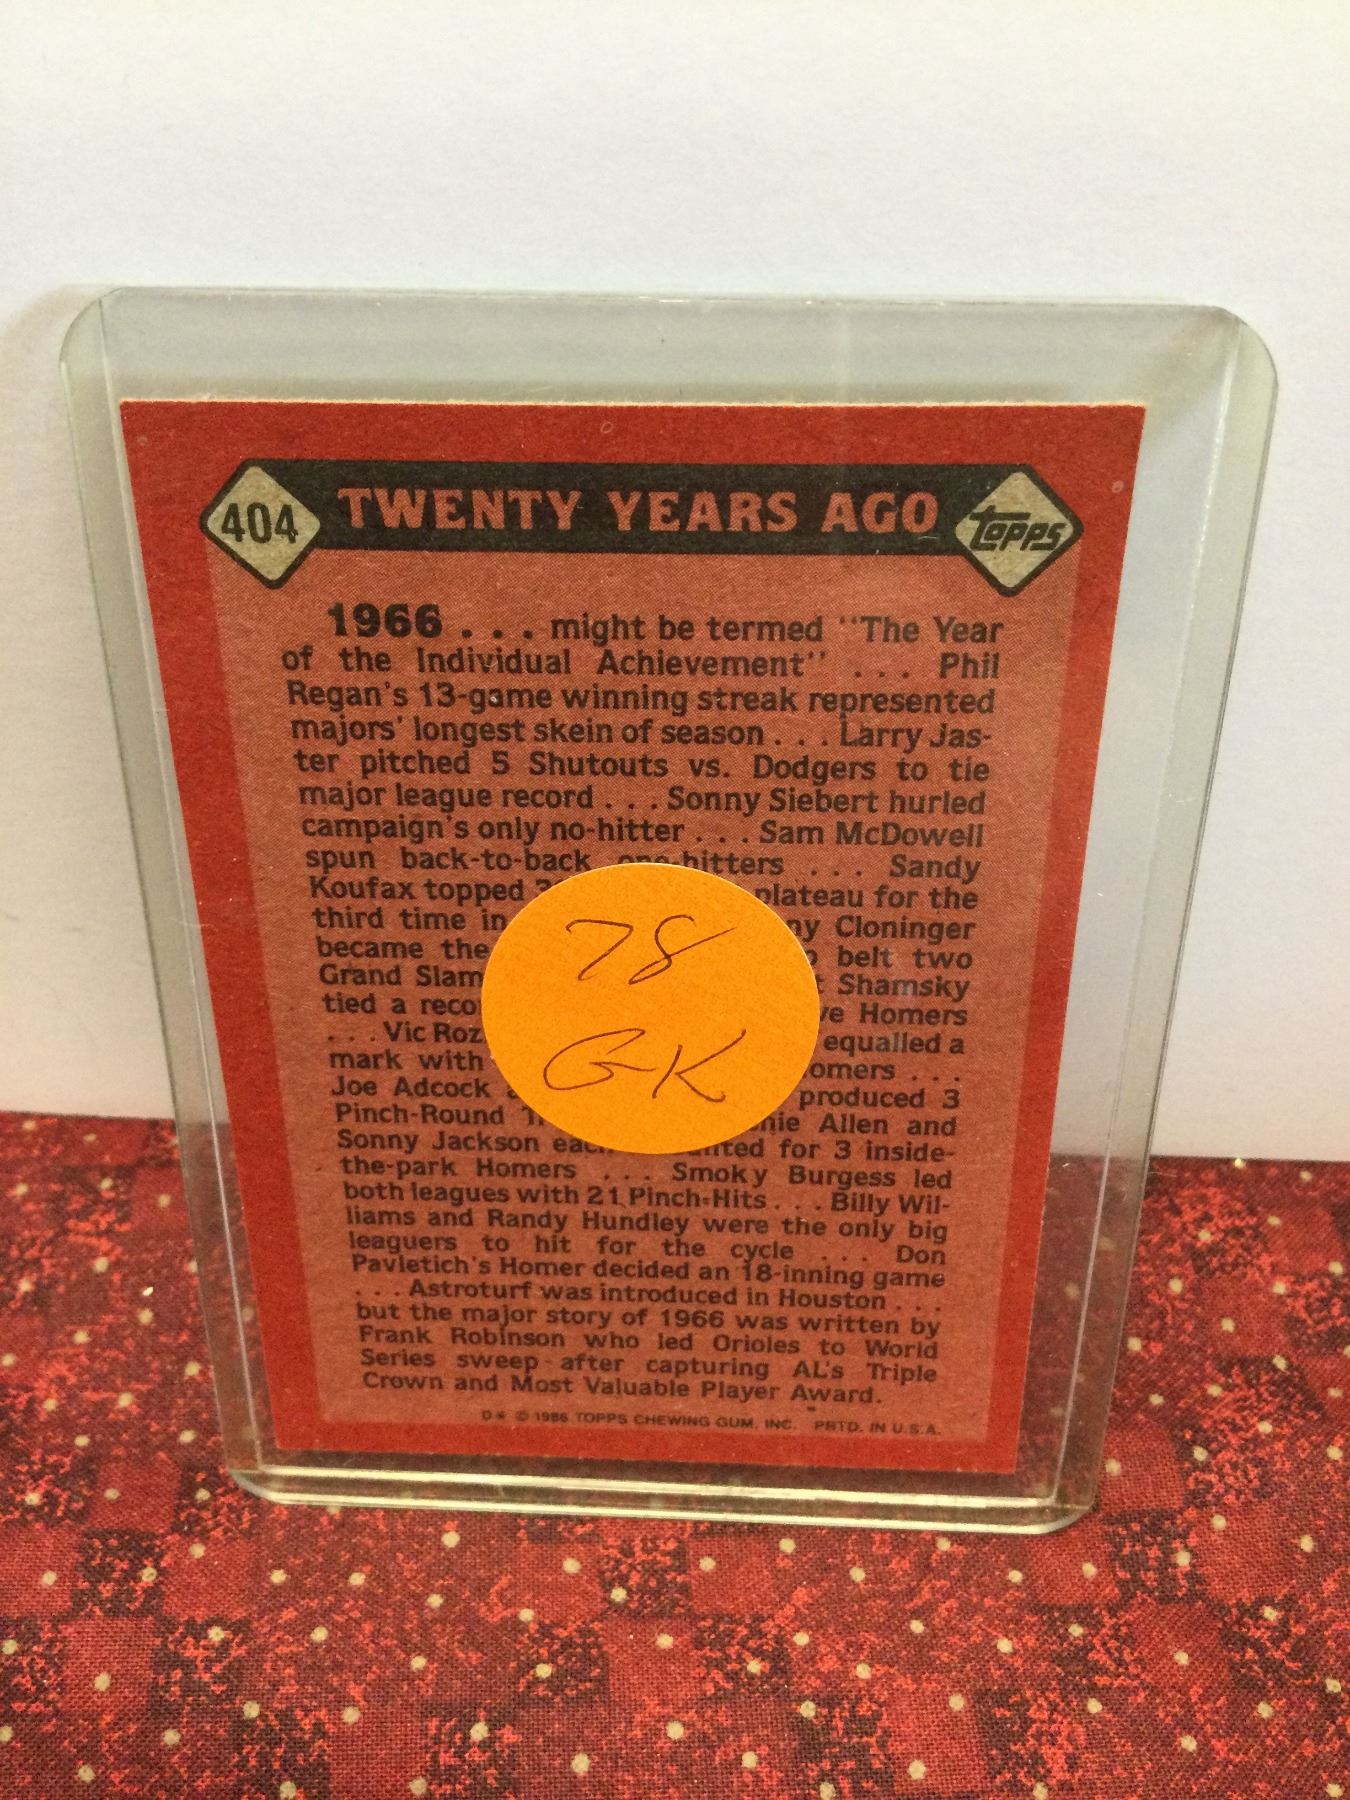 404 TWENTY YEARS AGO topps
1966 . . . might be termed "The Year
of the Individual Achievement" . . . Phil
Regan's 13-game winning streak represented
majors' longest skein of season . . . Larry Jas-
ter pitched 5 Shutouts vs. Dodgers to tie
major league record . . . Sonny Siebert hurled
campaign's only no-hitter . . . Sam McDowell
spun back-to-back one-hitters . . . Sandy
Koufax topped plateau for the
third time in Cloninger
became the belt two
Grand Slam Shamsky
tied a Homers
. . . Vic equalled a
mark with . . .
Joe Adcock produced 3
Pinch-Round Allen and
Sonny Jackson for 3 inside-
the-park Homers . . . Smoky Burgess led
both leagues with 21 Pinch-Hits . . . Billy Wil-
liams and Randy Hundley were the only big
leaguers to hit for the cycle . . . Don
Pavletich's Homer decided an 18-inning game
. . . Astroturf was introduced in Houston . . .
but the major story of 1966 was written by
Frank Robinson who led Orioles to World
Series sweep after capturing AL's Triple
Crown and Most Valuable Player Award.
D* © 1986 TOPPS CHEWING GUM, INC. PRTD. IN U.S.A.
78
GK